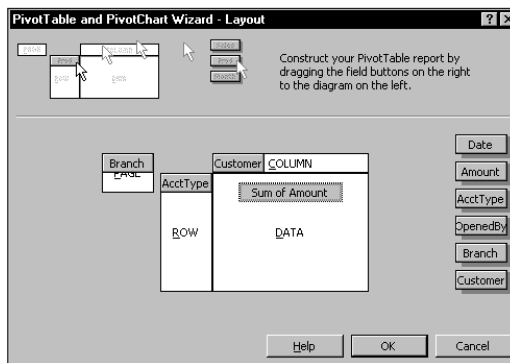 PivotTable and PivotChart Wizard - Layout
Construct your PivotTable report by
dragging the field buttons on the right
to the diagram on the left.
Branch
PAGE
Customer COLUMN
AcctType
Sum of Amount
ROW
DATA
Date
Amount
AcctType
OpenedBy
Branch
Customer
Help
OK
Cancel